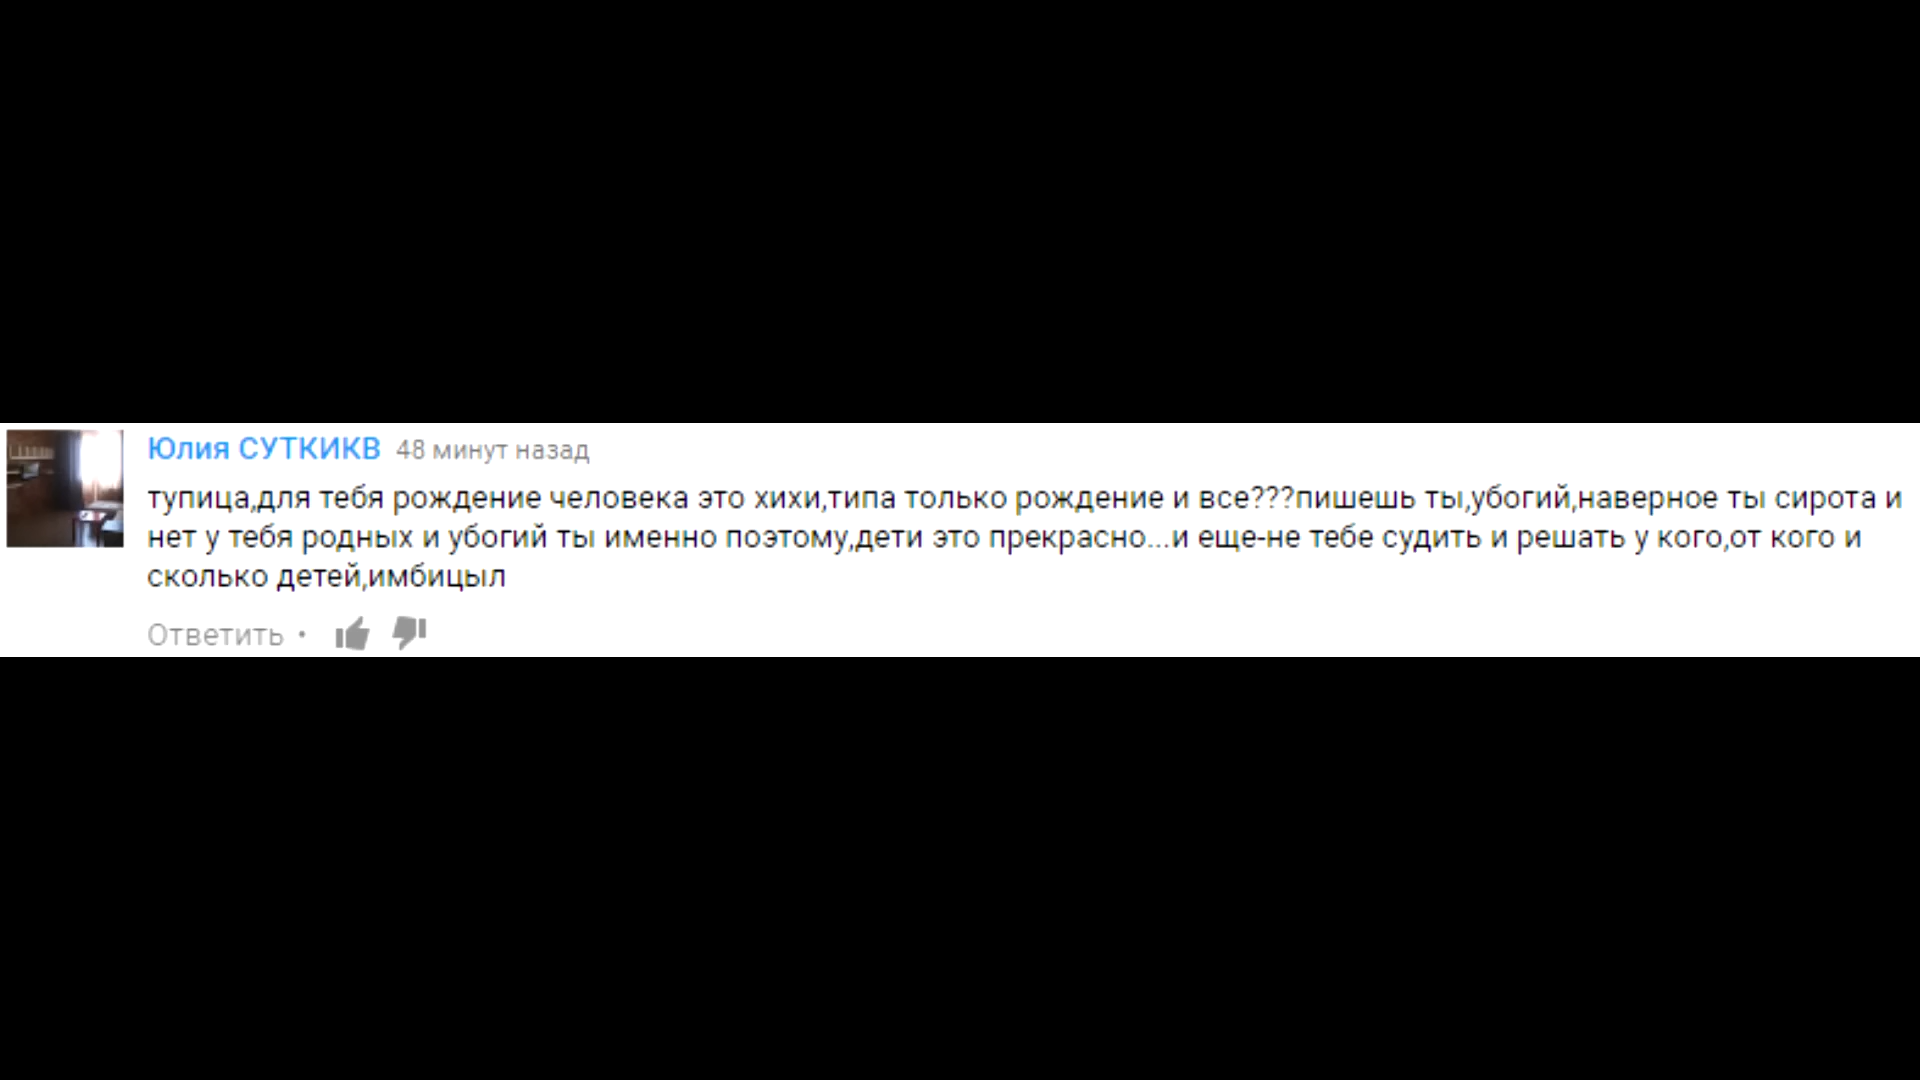 Юлия СУТКИКВ 48 минут назад
тупица,для тебя рождение человека это хихи,типа только рождение и все???пишешь ты,убогий,наверное ты сирота и
нет у тебя родных и убогий ты именно поэтому,дети это прекрасно...и еще-не тебе судить и решать у кого,от кого и
сколько детей,имбицыл
Ответить •